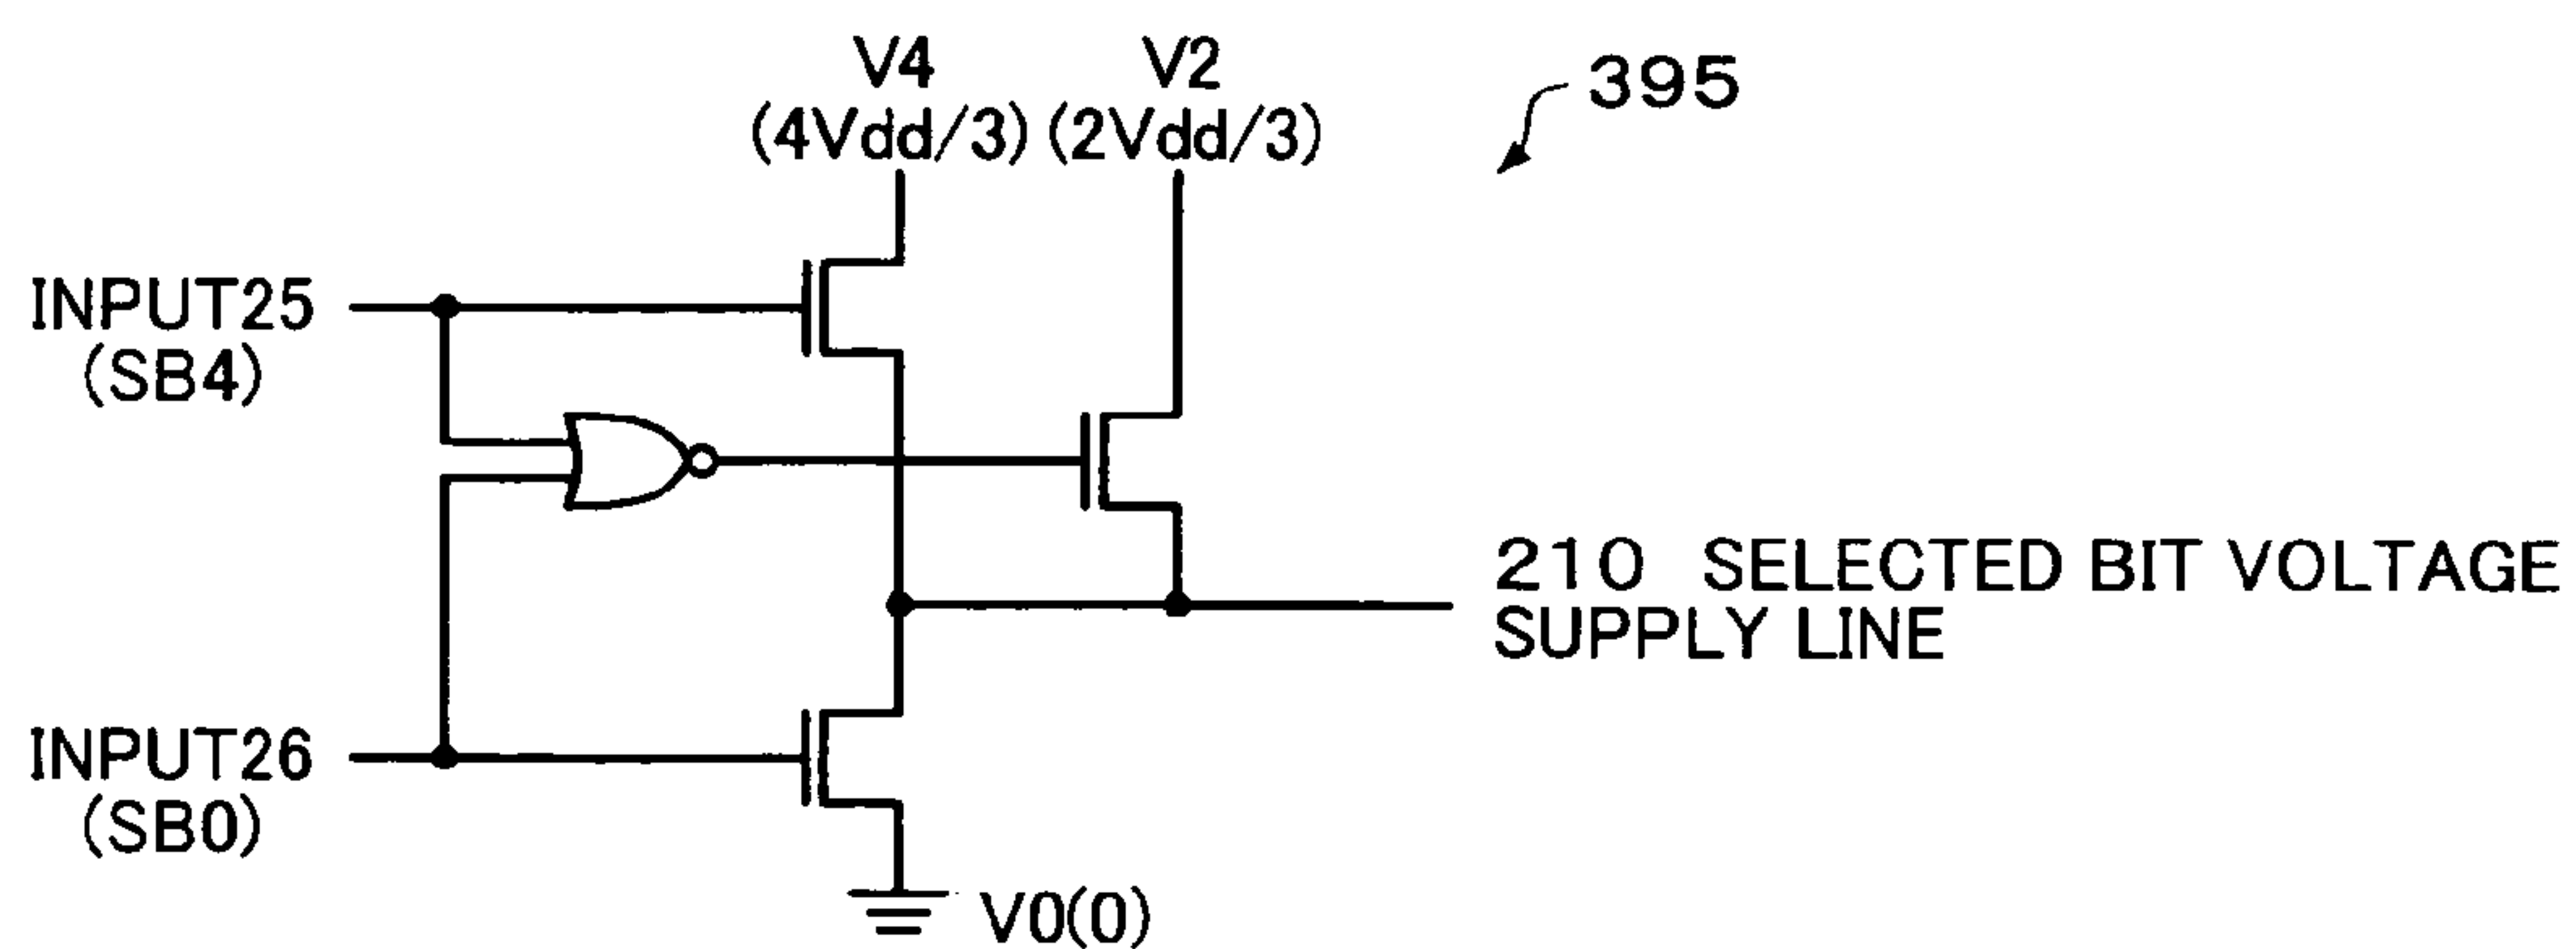 V4
(4Vdd/3)
V2
(2Vdd/3)
395
INPUT25
(SB4)
210 SELECTED BIT VOLTAGE
SUPPLY LINE
INPUT26
(SB0)
V0(0)